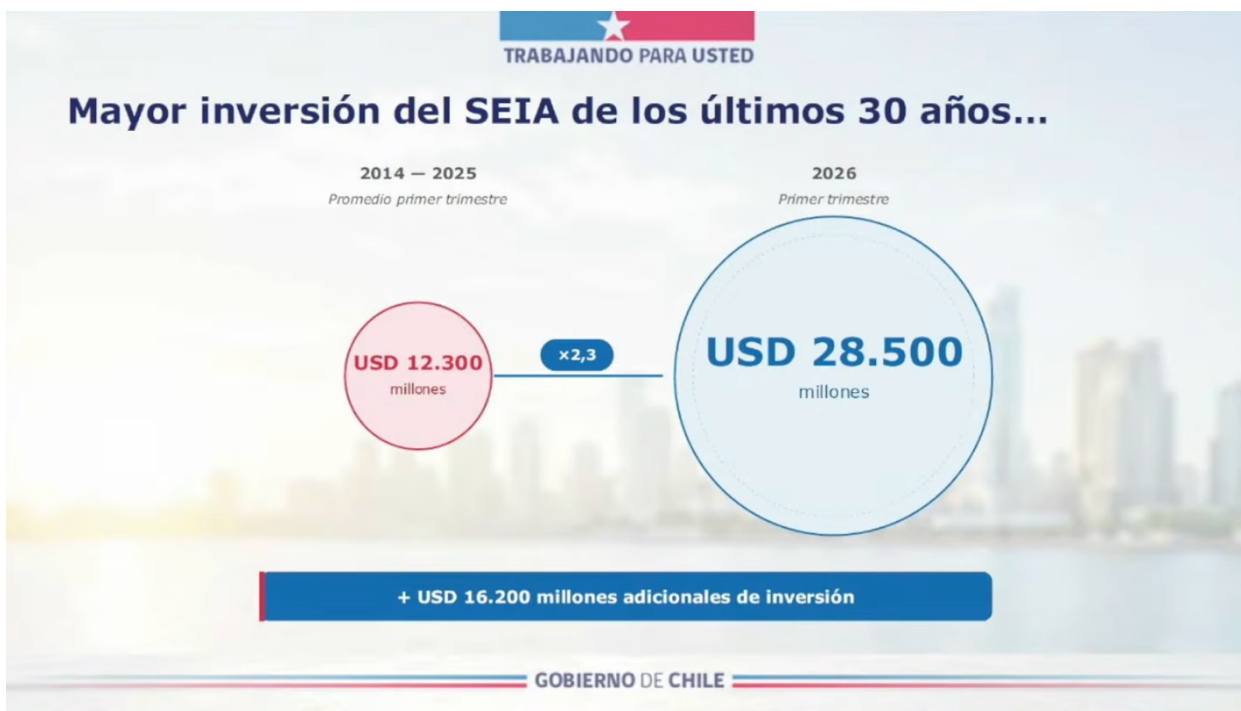 TRABAJANDO PARA USTED
Mayor inversión del SEIA de los últimos 30 años...
2014 — 2025
Promedio primer trimestre
2026
Primer trimestre
USD 12.300
millones
×2,3
USD 28.500
millones
+ USD 16.200 millones adicionales de inversión
GOBIERNO DE CHILE